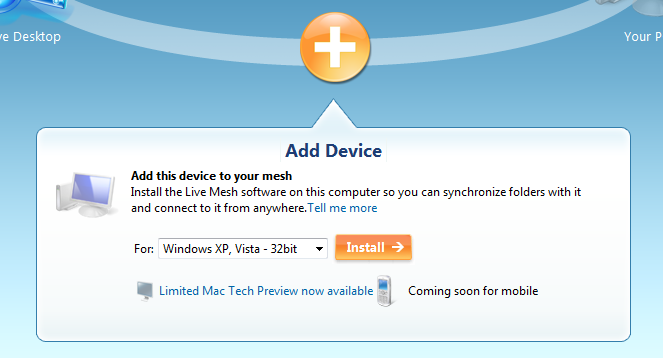 ve Desktop
Your P
Add Device
Add this device to your mesh
Install the Live Mesh software on this computer so you can synchronize folders with it
and connect to it from anywhere.Tell me more
For: Windows XP, Vista - 32bit Install
Limited Mac Tech Preview now available Coming soon for mobile